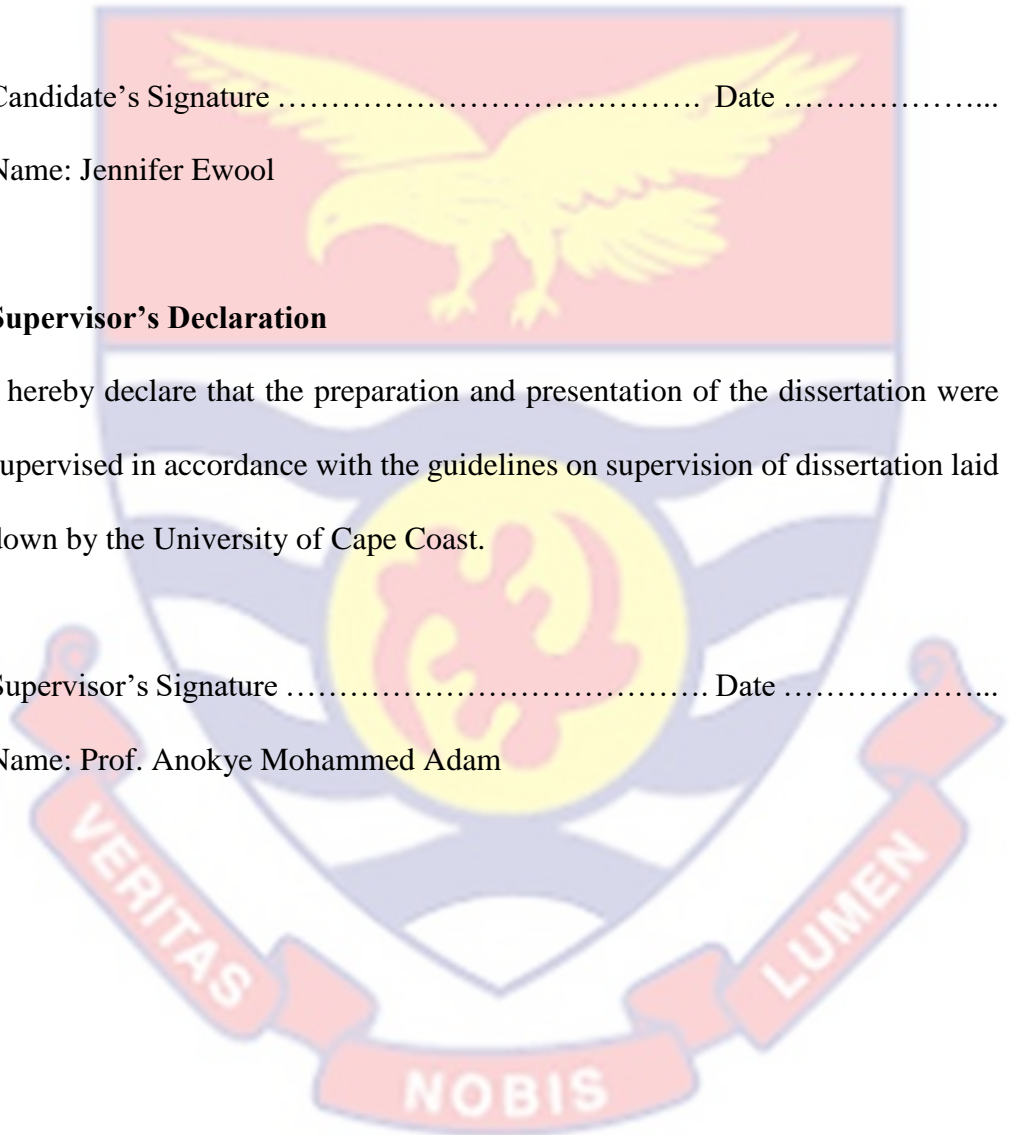 Candidate's Signature …………………………………. Date ………………...
Name: Jennifer Ewool
Supervisor's Declaration
hereby declare that the preparation and presentation of the dissertation were
supervised in accordance with the guidelines on supervision of dissertation laid
down by the University of Cape Coast.
Supervisor's Signature …………………………………. Date ………………...
Name: Prof. Anokye Mohammed Adam
VERITAS
NOBIS
LUMEN